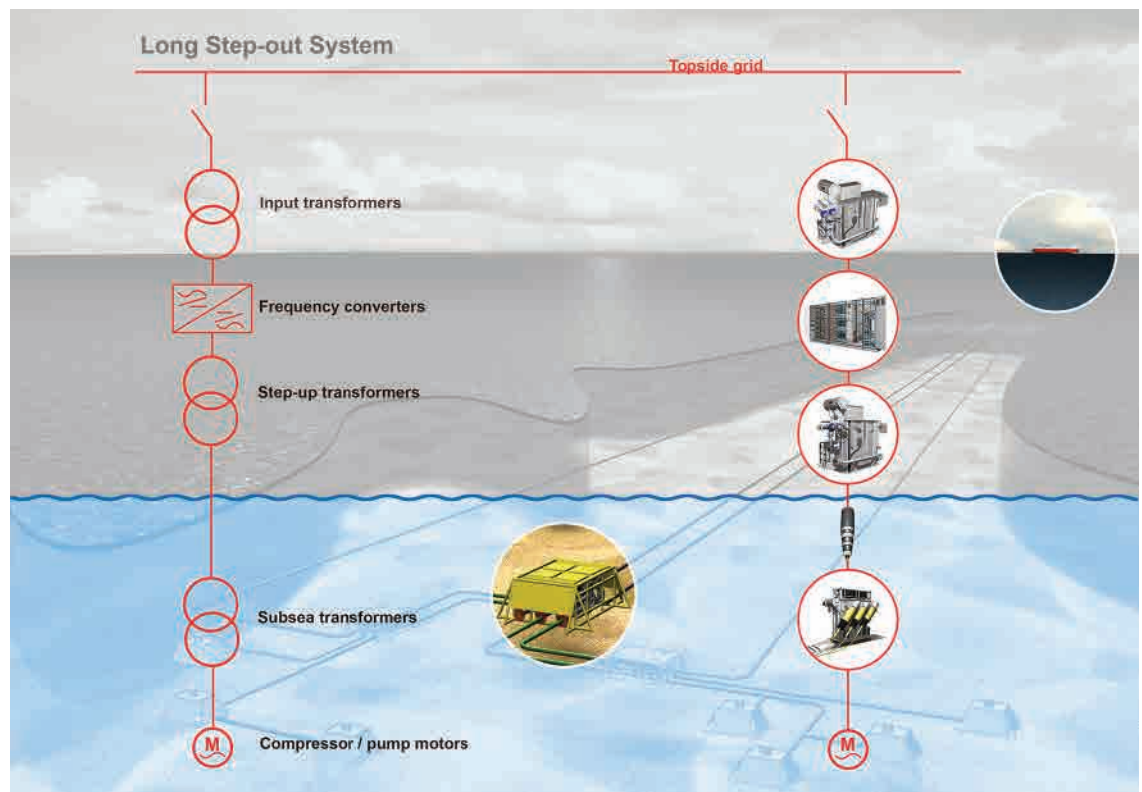 Long Step-out System
Topside grid
Input transformers
Frequency converters
Step-up transformers
Subsea transformers
M
Compressor / pump motors
M